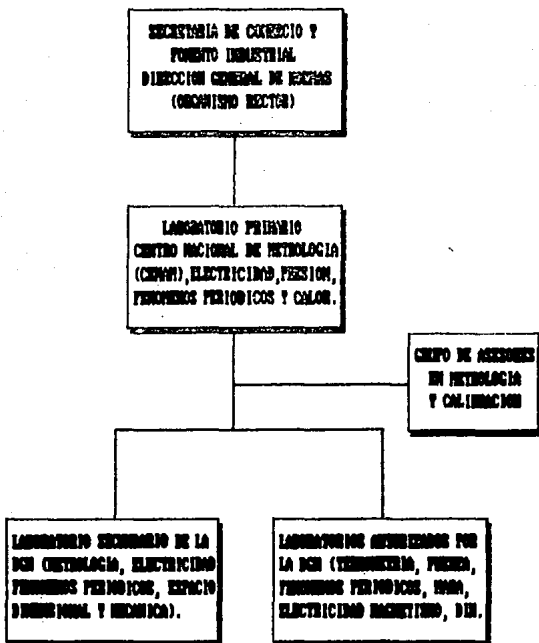 SECRETARIA DE COMERCIO Y
FOMENTO INDUSTRIAL
DIRECCION GENERAL DE NORMAS
(ORGANISMO RECTOR)
LABORATORIO PRIMARIO
CENTRO NACIONAL DE METROLOGIA
(CENAM), ELECTRICIDAD, PRESION,
FENOMENOS PERIODICOS Y CALOR.
GRUPO DE ASESORES
EN METROLOGIA
Y CALIBRACION
LABORATORIO SECUNDARIO DE LA
DGN (METROLOGIA, ELECTRICIDAD
FENOMENOS PERIODICOS, ESPACIO
DIMENSIONAL Y MECANICA).
LABORATORIOS AUTORIZADOS POR
LA DGN (TERMOMETRIA, FUERZA,
FENOMENOS PERIODICOS, MASA,
ELECTRICIDAD MAGNETISMO, DIM.